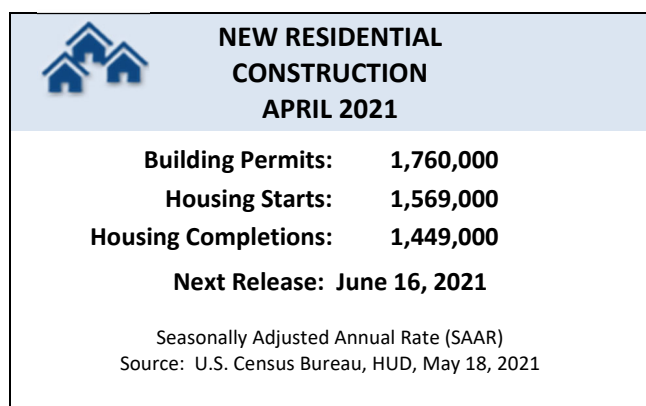 NEW RESIDENTIAL
CONSTRUCTION
APRIL 2021
Building Permits: 1,760,000
Housing Starts: 1,569,000
Housing Completions: 1,449,000
Next Release: June 16, 2021
Seasonally Adjusted Annual Rate (SAAR)
Source: U.S. Census Bureau, HUD, May 18, 2021